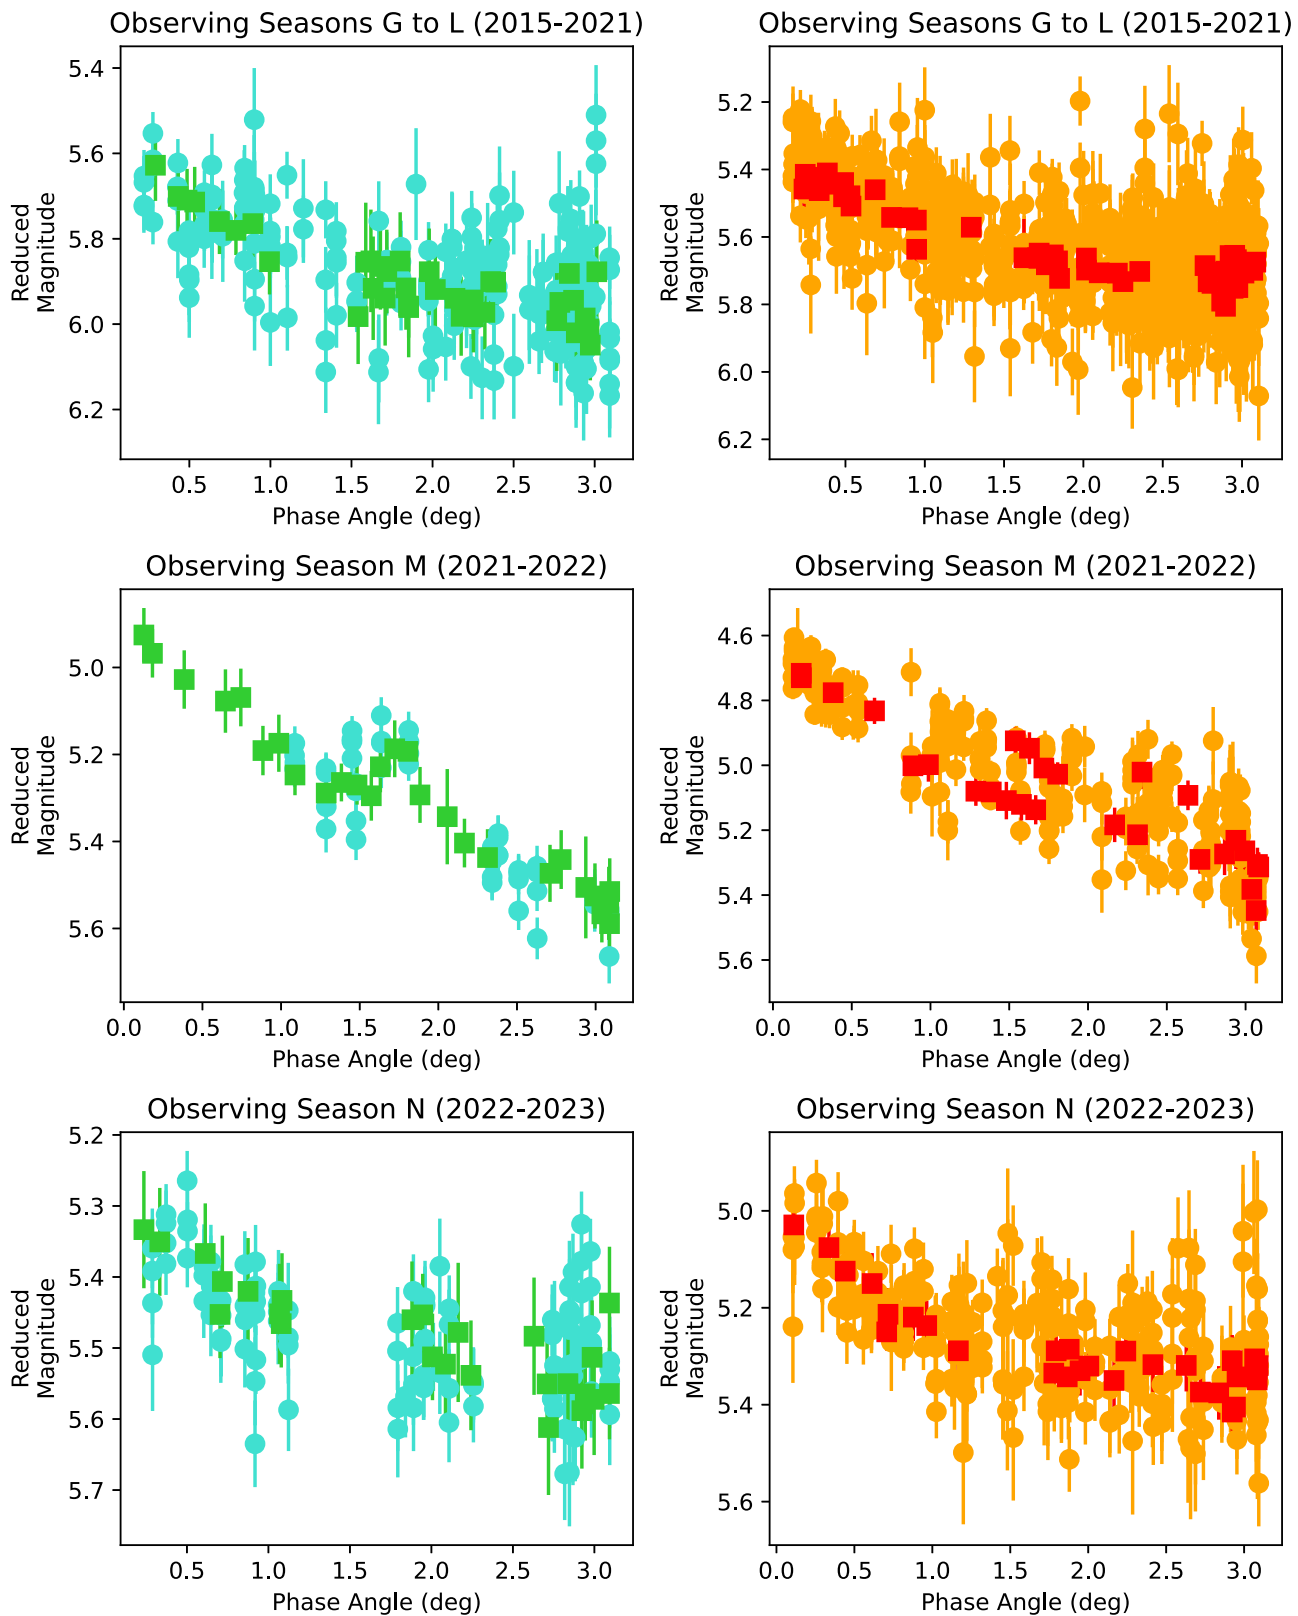 Observing Seasons G to L (2015-2021)
5.4
5.6
5.8
6.0
6.2
Reduced
Magnitude
0.5 1.0 1.5 2.0 2.5 3.0
Phase Angle (deg)
Observing Seasons G to L (2015-2021)
5.2
5.4
5.6
5.8
6.0
6.2
Reduced
Magnitude
0.5 1.0 1.5 2.0 2.5 3.0
Phase Angle (deg)
Observing Season M (2021-2022)
5.0
5.2
5.4
5.6
Reduced
Magnitude
0.0 0.5 1.0 1.5 2.0 2.5 3.0
Phase Angle (deg)
Observing Season M (2021-2022)
4.6
4.8
5.0
5.2
5.4
5.6
Reduced
Magnitude
0.0 0.5 1.0 1.5 2.0 2.5 3.0
Phase Angle (deg)
Observing Season N (2022-2023)
5.2
5.3
5.4
5.5
5.6
5.7
Reduced
Magnitude
0.5 1.0 1.5 2.0 2.5 3.0
Phase Angle (deg)
Observing Season N (2022-2023)
5.0
5.2
5.4
5.6
Reduced
Magnitude
0.0 0.5 1.0 1.5 2.0 2.5 3.0
Phase Angle (deg)